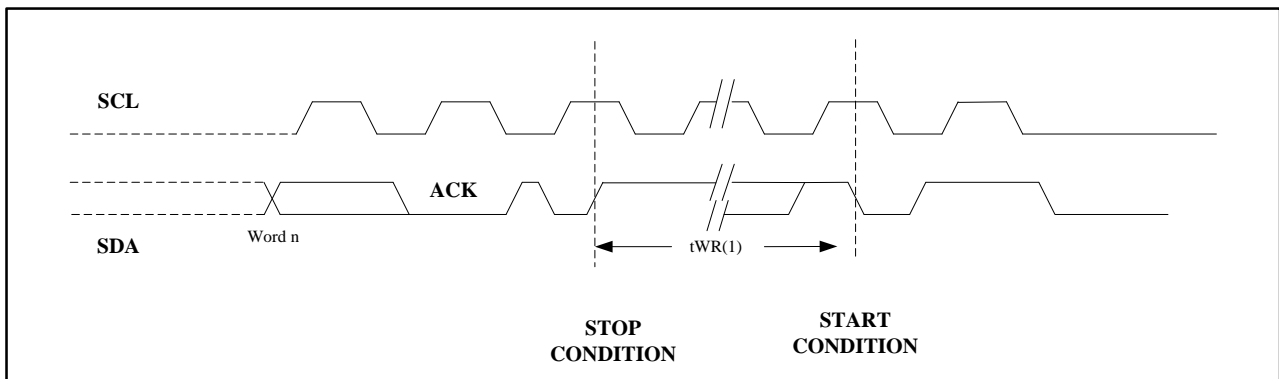 SCL
ACK
Word n
SDA
tWR(1)
STOP
CONDITION
START
CONDITION